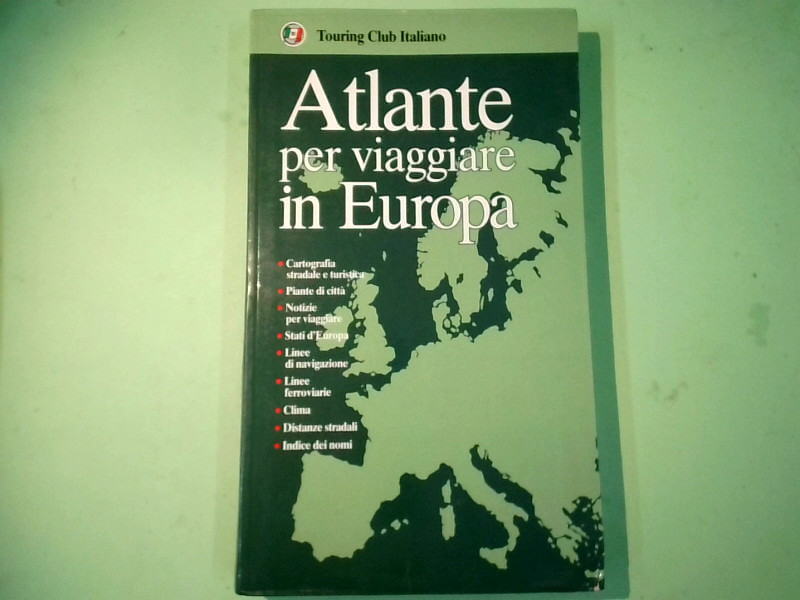 Touring Club Italiano
Atlante
per viaggiare
in Europa
• Cartografia
stradale e turistica
• Piante di città
• Notizie
per viaggiare
• Stati d'Europa
• Linee
di navigazione
• Linee
ferroviarie
• Clima
• Distanze stradali
• Indice dei nomi